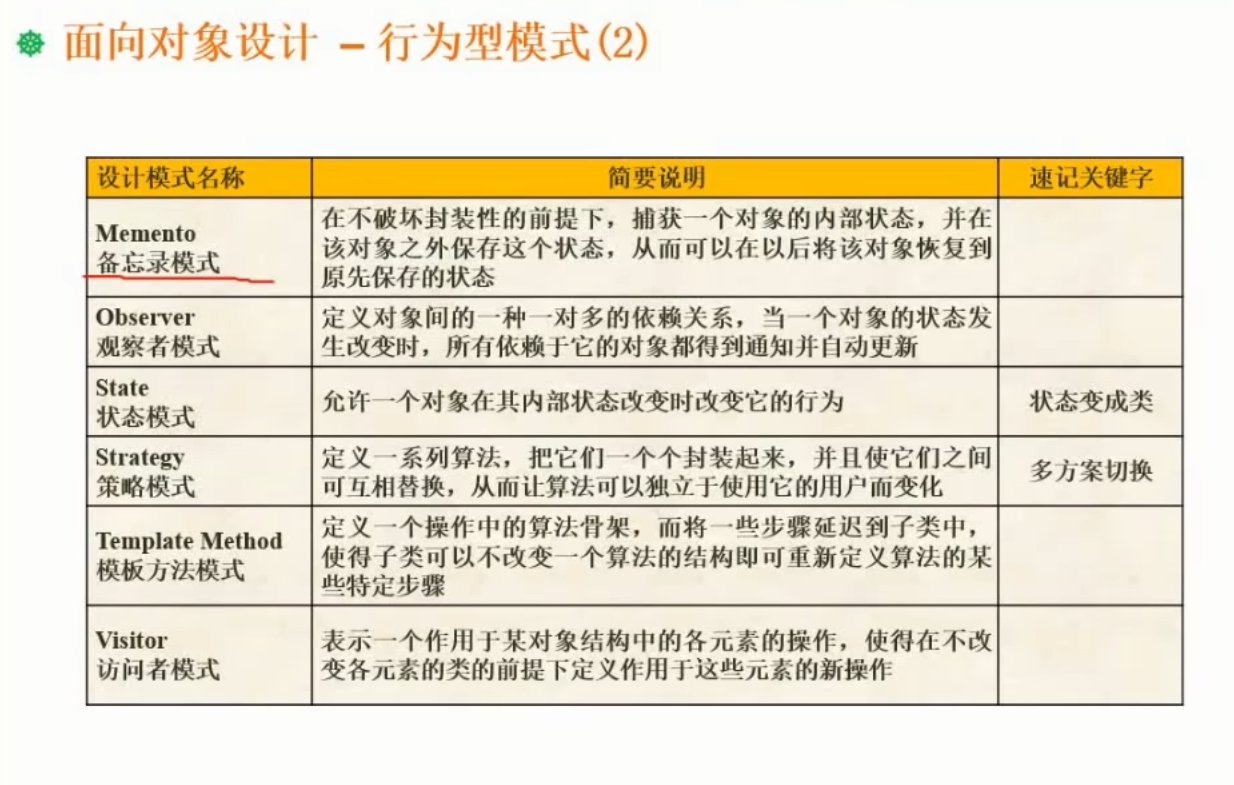 面向对象设计 – 行为型模式(2)
设计模式名称
简要说明
速记关键字
Memento
备忘录模式
在不破坏封装性的前提下，捕获一个对象的内部状态，并在
该对象之外保存这个状态，从而可以在以后将该对象恢复到
原先保存的状态
Observer
观察者模式
定义对象间的一种一对多的依赖关系，当一个对象的状态发
生改变时，所有依赖于它的对象都得到通知并自动更新
State
状态模式
允许一个对象在其内部状态改变时改变它的行为
状态变成类
Strategy
策略模式
定义一系列算法，把它们一个个封装起来，并且使它们之间
可互相替换，从而让算法可以独立于使用它的用户而变化
多方案切换
Template Method
模板方法模式
定义一个操作中的算法骨架，而将一些步骤延迟到子类中，
使得子类可以不改变一个算法的结构即可重新定义算法的某
些特定步骤
Visitor
访问者模式
表示一个作用于某对象结构中的各元素的操作，使得在不改
变各元素的类的前提下定义作用于这些元素的新操作